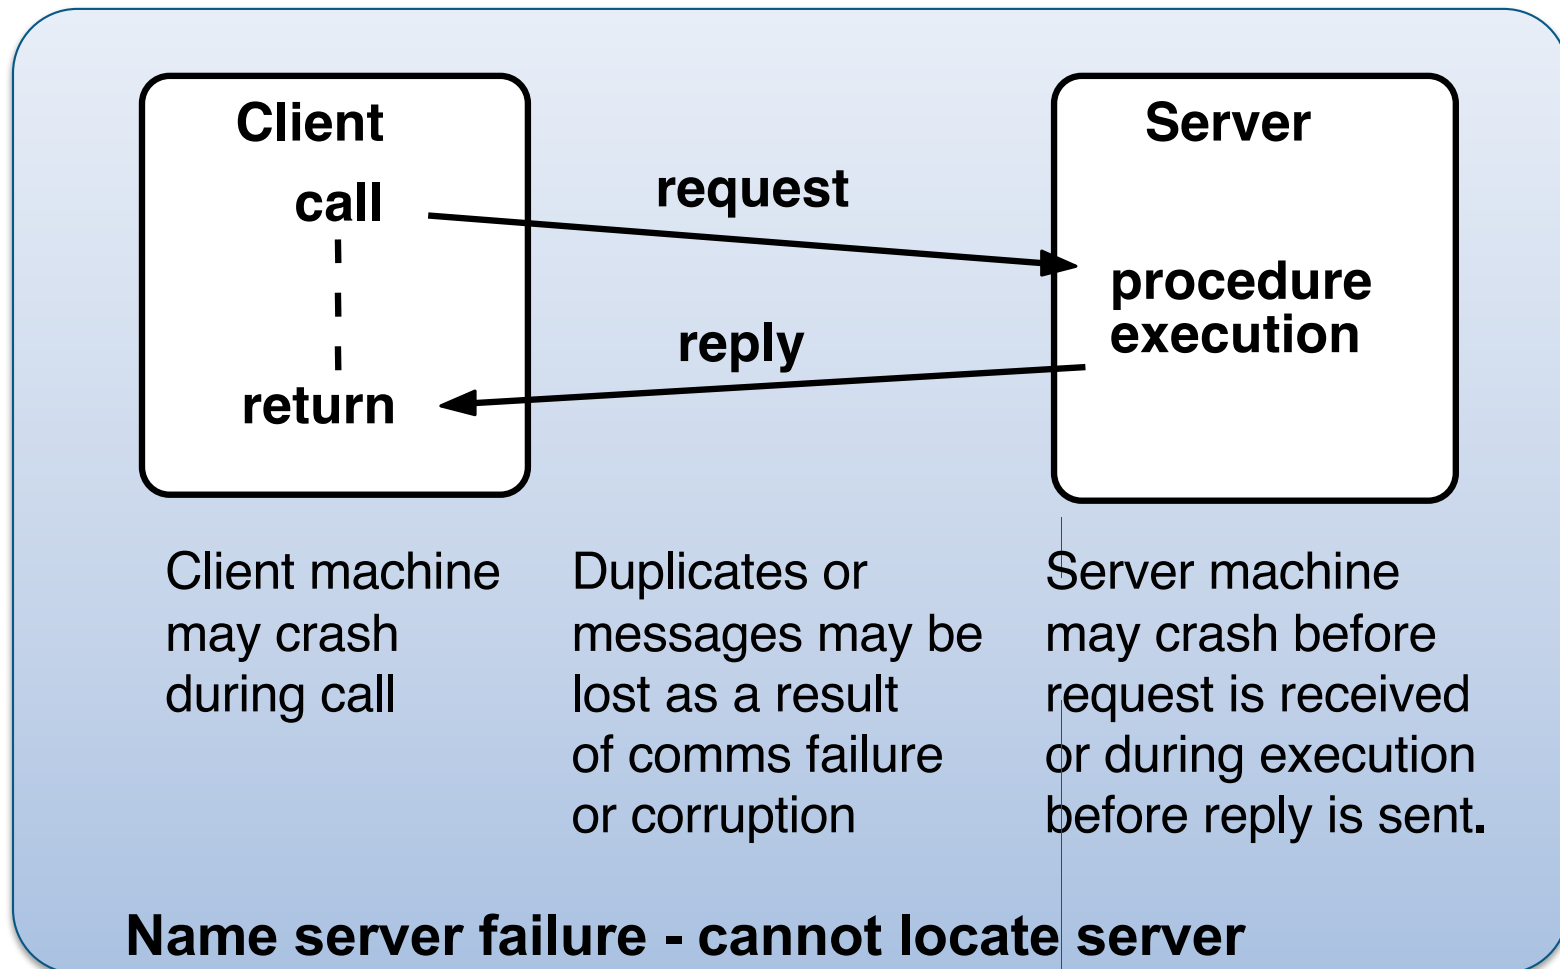 Client
call
return
request
reply
Server
procedure
execution
Client machine
may crash
during call
Duplicates or
messages may be
lost as a result
of comms failure
or corruption
Server machine
may crash before
request is received
or during execution
before reply is sent.
Name server failure - cannot locate server